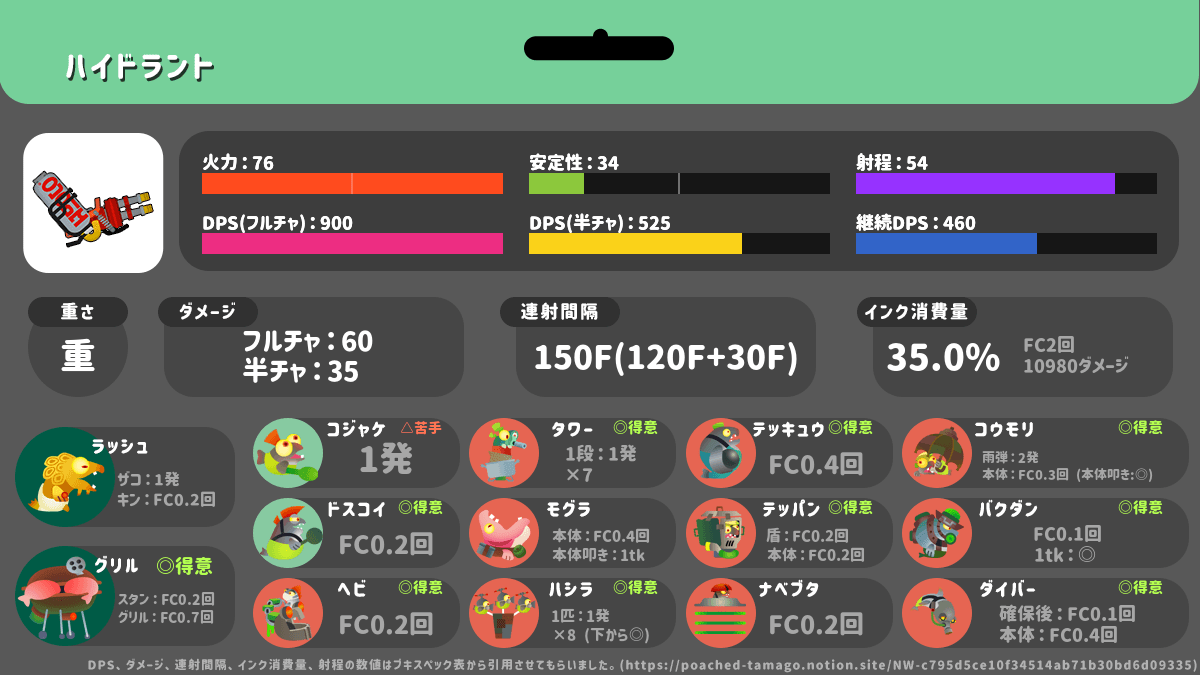 ハイドラント
火力：76
安定性：34
射程：54
DPS(フルチャ)：900
DPS(半チャ)：525
継続DPS：460
重さ
重
ダメージ
フルチャ：60
半チャ：35
連射間隔
150F(120F+30F)
インク消費量
35.0%
FC2回
10980ダメージ
ラッシュ
ザコ：1発
キン：FC0.2回
グリル ◎得意
スタン：FC0.2回
グリル：FC0.7回
コジャケ △苦手
1発
タワー ◎得意
1段：1発
×7
テッキュウ ◎得意
FC0.4回
コウモリ ◎得意
雨弾：2発
本体：FC0.3回 (本体叩き:◎)
ドスコイ ◎得意
FC0.2回
モグラ
本体：FC0.4回
本体叩き：1tk
テッパン ◎得意
盾：FC0.2回
本体：FC0.2回
バクダン ◎得意
FC0.1回
1tk：◎
ヘビ ◎得意
FC0.2回
ハシラ ◎得意
1匹：1発
×8 (下から◎)
ナベブタ
FC0.2回
ダイバー ◎得意
確保後：FC0.1回
本体：FC0.4回
DPS、ダメージ、連射間隔、インク消費量、射程の数値はブキスペック表から引用させてもらいました。(https://poached-tamago.notion.site/NW-c795d5ce10f34514ab71b30bd6d09335)